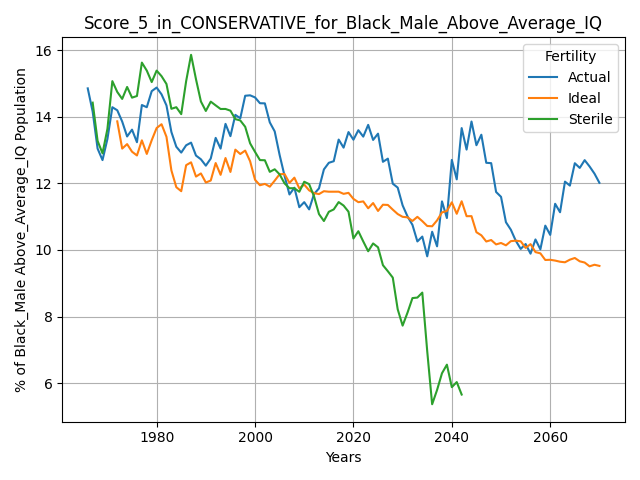 Score_5_in_CONSERVATIVE_for_Black_Male_Above_Average_IQ
% of Black_Male Above_Average_IQ Population
16
14
12
10
8
6
Fertility
Actual
Ideal
Sterile
1980
2000
2020
2040
2060
Years